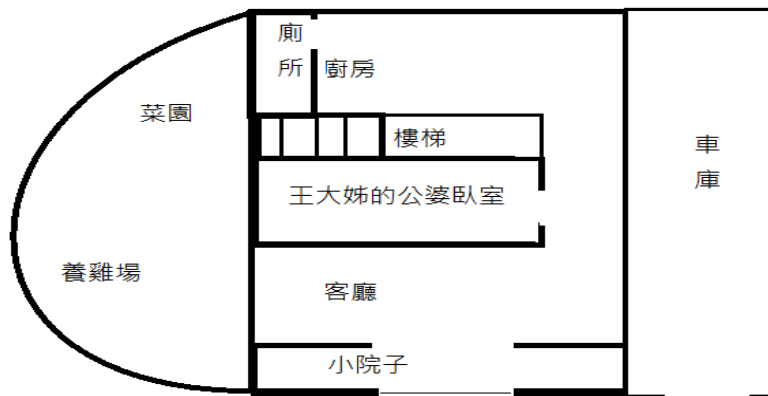 廁所
廚房
菜園
樓梯
車庫
王大姊的公婆臥室
養雞場
客廳
小院子